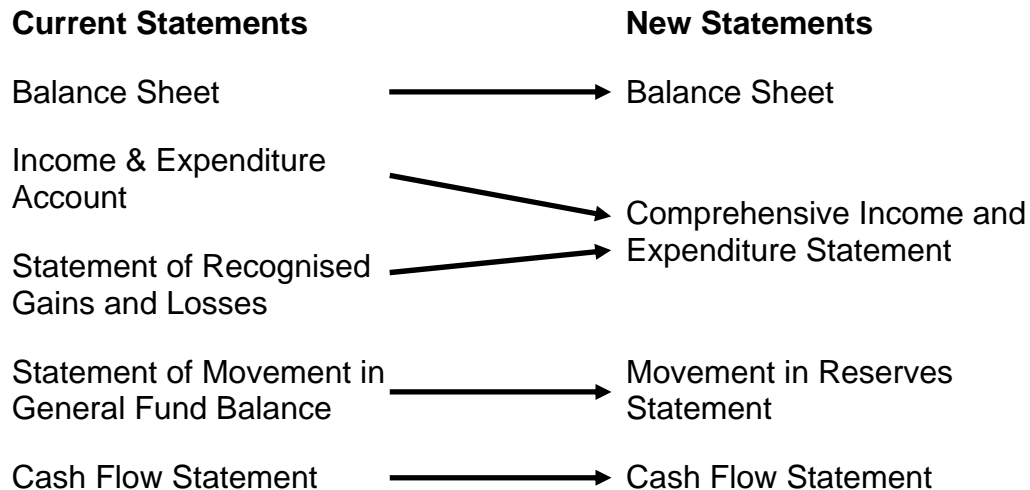 Current Statements New Statements
Balance Sheet Balance Sheet
Income & Expenditure
Account
Comprehensive Income and
Expenditure Statement
Statement of Recognised
Gains and Losses
Statement of Movement in
General Fund Balance
Movement in Reserves
Statement
Cash Flow Statement Cash Flow Statement